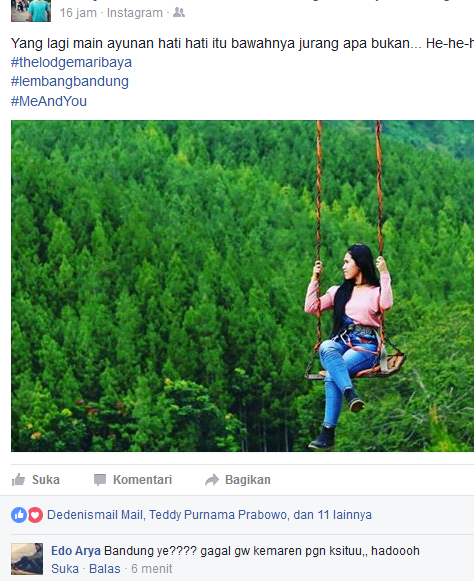 16 jam · Instagram ·
Yang lagi main ayunan hati hati itu bawahnya jurang apa bukan... He-he-h
#thelodgemaribaya
#lembangbandung
#MeAndYou
Suka Komentari Bagikan
Dedenismail Mail, Teddy Purnama Prabowo, dan 11 lainnya
Edo Arya Bandung ye???? gagal gw kemaren pgn ksituu,, hadoooh
Suka · Balas · 6 menit